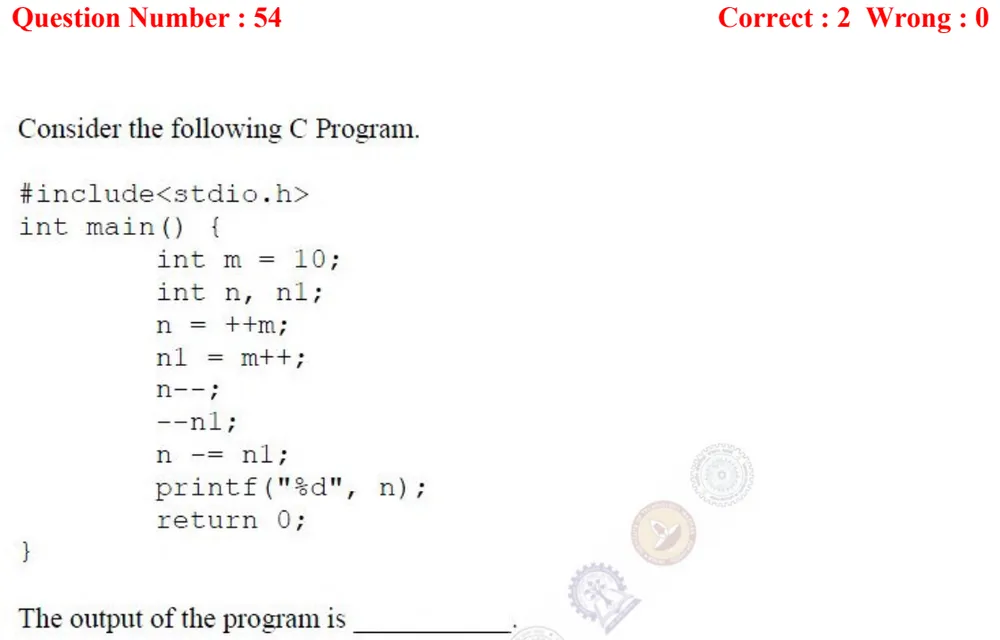 Question Number : 54 Correct : 2 Wrong : 0
Consider the following C Program.
#include<stdio.h>
int main() {
int m = 10;
int n, n1;
n = ++m;
n1 = m++;
n--;
--n1;
n -= n1;
printf("%d", n);
return 0;
}
The output of the program is ___________.